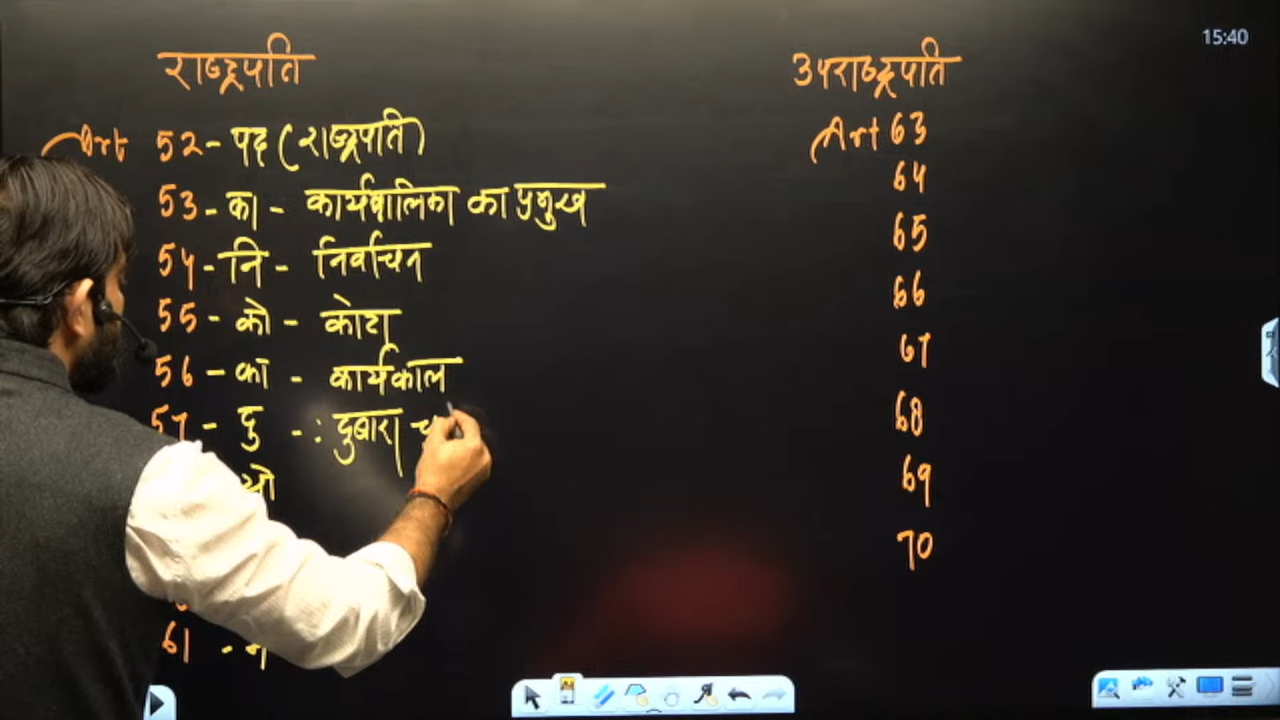 15:40
राष्ट्रपति
Art 52 - पद (राष्ट्रपति)
53 - का - कार्यपालिका का प्रमुख
54 - नि - निर्वाचन
55 - को - कोटा
56 - का - कार्यकाल
57 - दु - : दुबारा
यो
61 -
उपराष्ट्रपति
Art 63
64
65
66
67
68
69
70